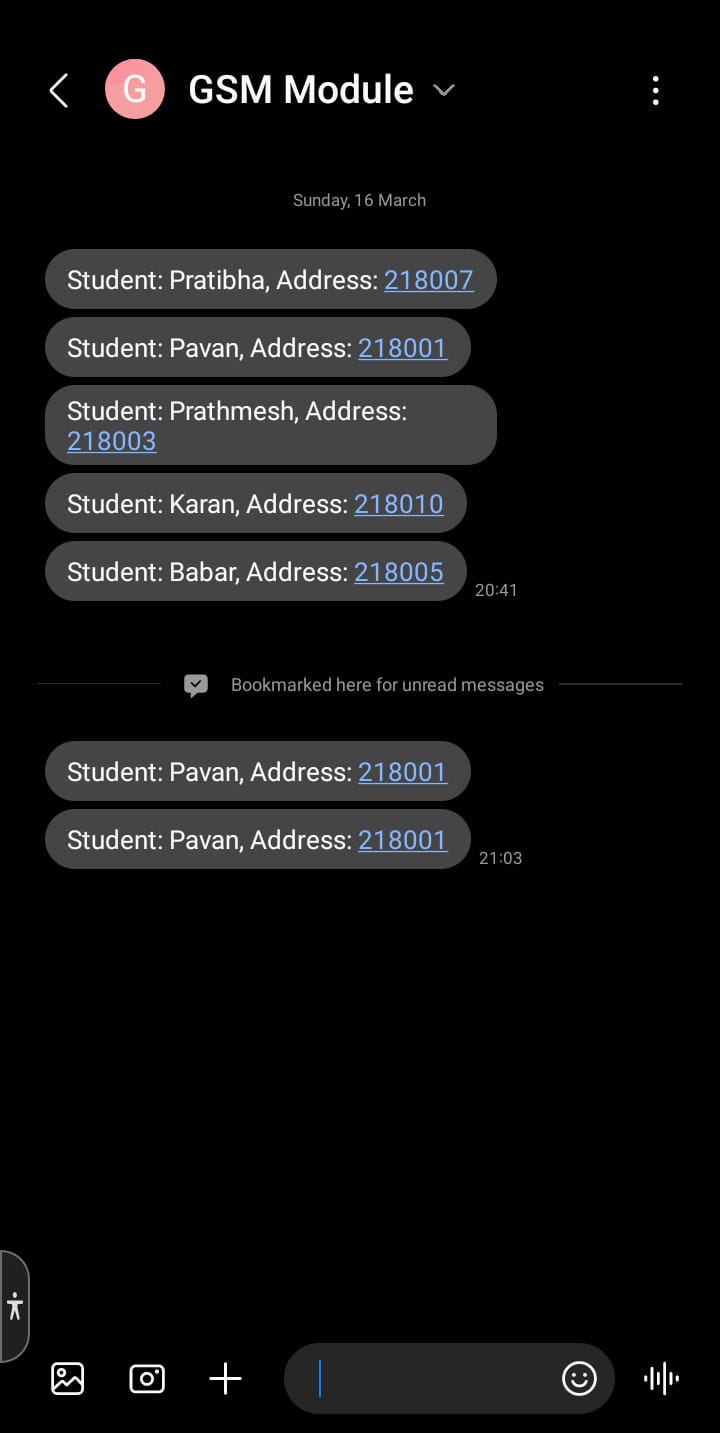 G
GSM Module
Sunday, 16 March
Student: Pratibha, Address: 218007
Student: Pavan, Address: 218001
Student: Prathmesh, Address:
218003
Student: Karan, Address: 218010
Student: Babar, Address: 218005
20:41
Bookmarked here for unread messages
Student: Pavan, Address: 218001
Student: Pavan, Address: 218001
21:03